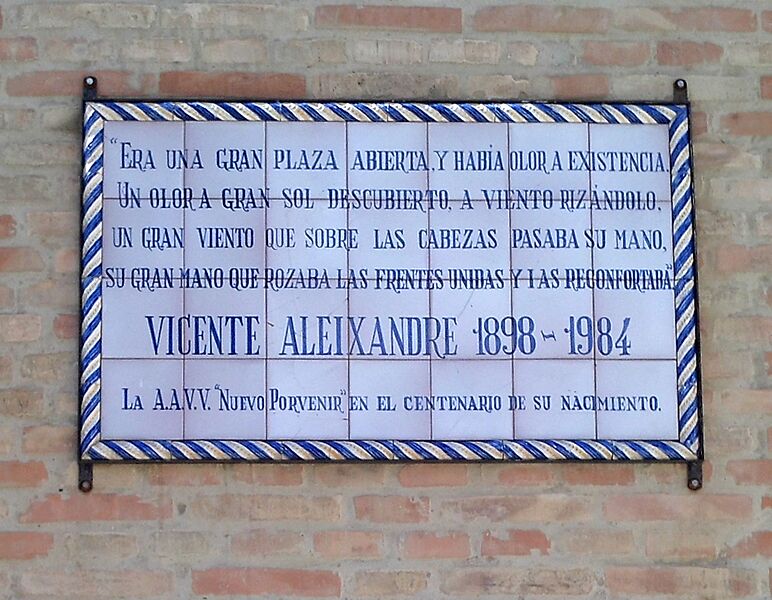 “ERA UNA GRAN PLAZA ABIERTA, Y HABÍA OLOR A EXISTENCIA.
UN OLOR A GRAN SOL DESCUBIERTO, A VIENTO RIZÁNDOLO,
UN GRAN VIENTO QUE SOBRE LAS CABEZAS PASABA SU MANO,
SU GRAN MANO QUE ROZABA LAS FRENTES UNIDAS Y LAS RECONFORTABA”
VICENTE ALEIXANDRE 1898 - 1984
LA A.A.V.V. “NUEVO PORVENIR” EN EL CENTENARIO DE SU NACIMIENTO.